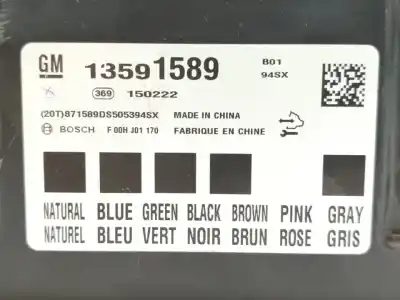 GM 13591589 B01
94SX
369 150222
(20T)871589DS505394SX MADE IN CHINA
BOSCH F 00H J01 170 FABRIQUE EN CHINE
NATURAL BLUE GREEN BLACK BROWN PINK GRAY
NATUREL BLEU VERT NOIR BRUN ROSE GRIS